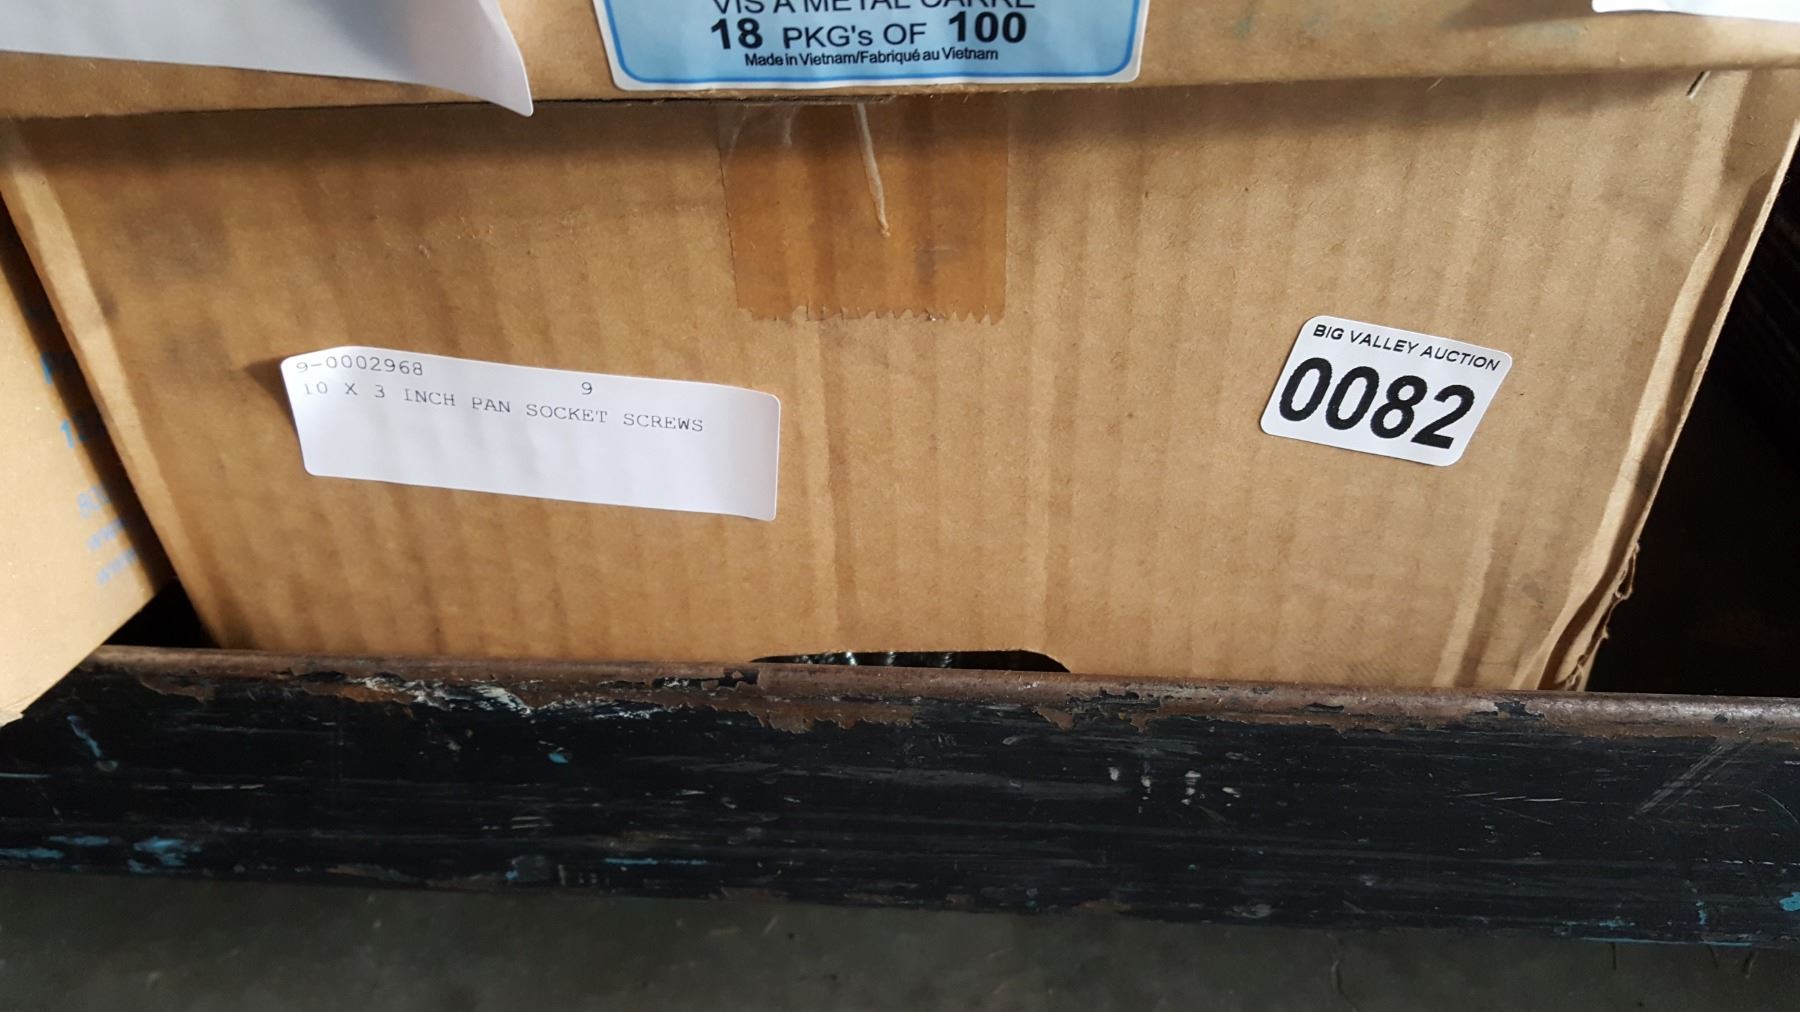 VIS A METAL CARRE
18 PKG's OF 100
Made in Vietnam/Fabriqué au Vietnam
9-0002968
9
10 X 3 INCH PAN SOCKET SCREWS
BIG VALLEY AUCTION
0082